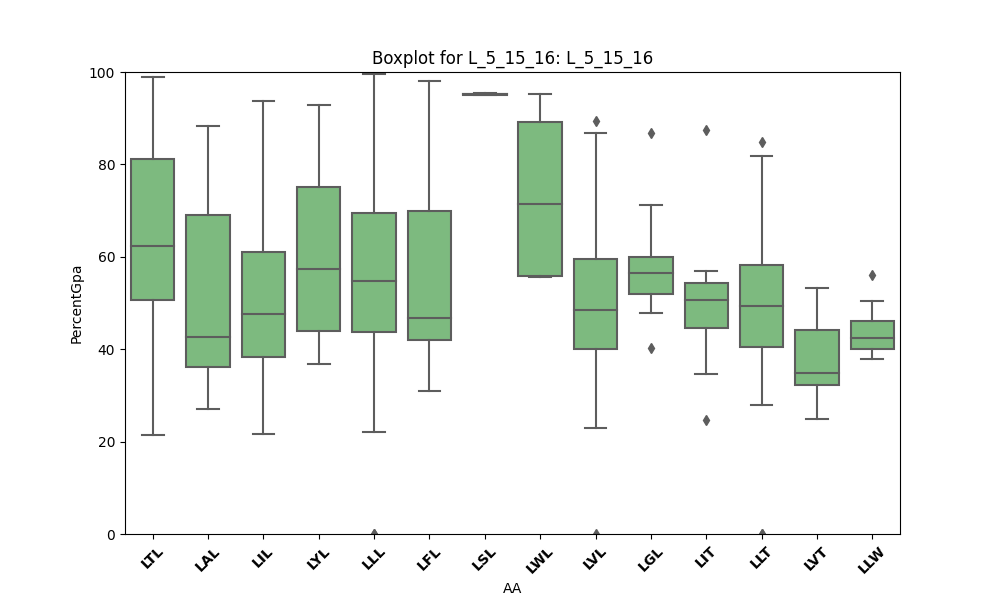 Boxplot for L_5_15_16: L_5_15_16
PercentGpa
100
80
60
40
20
0
LTL LAL LIL LYL LLL LFL LSL LWL LVL LGL LIT LLT LVT LLW
AA